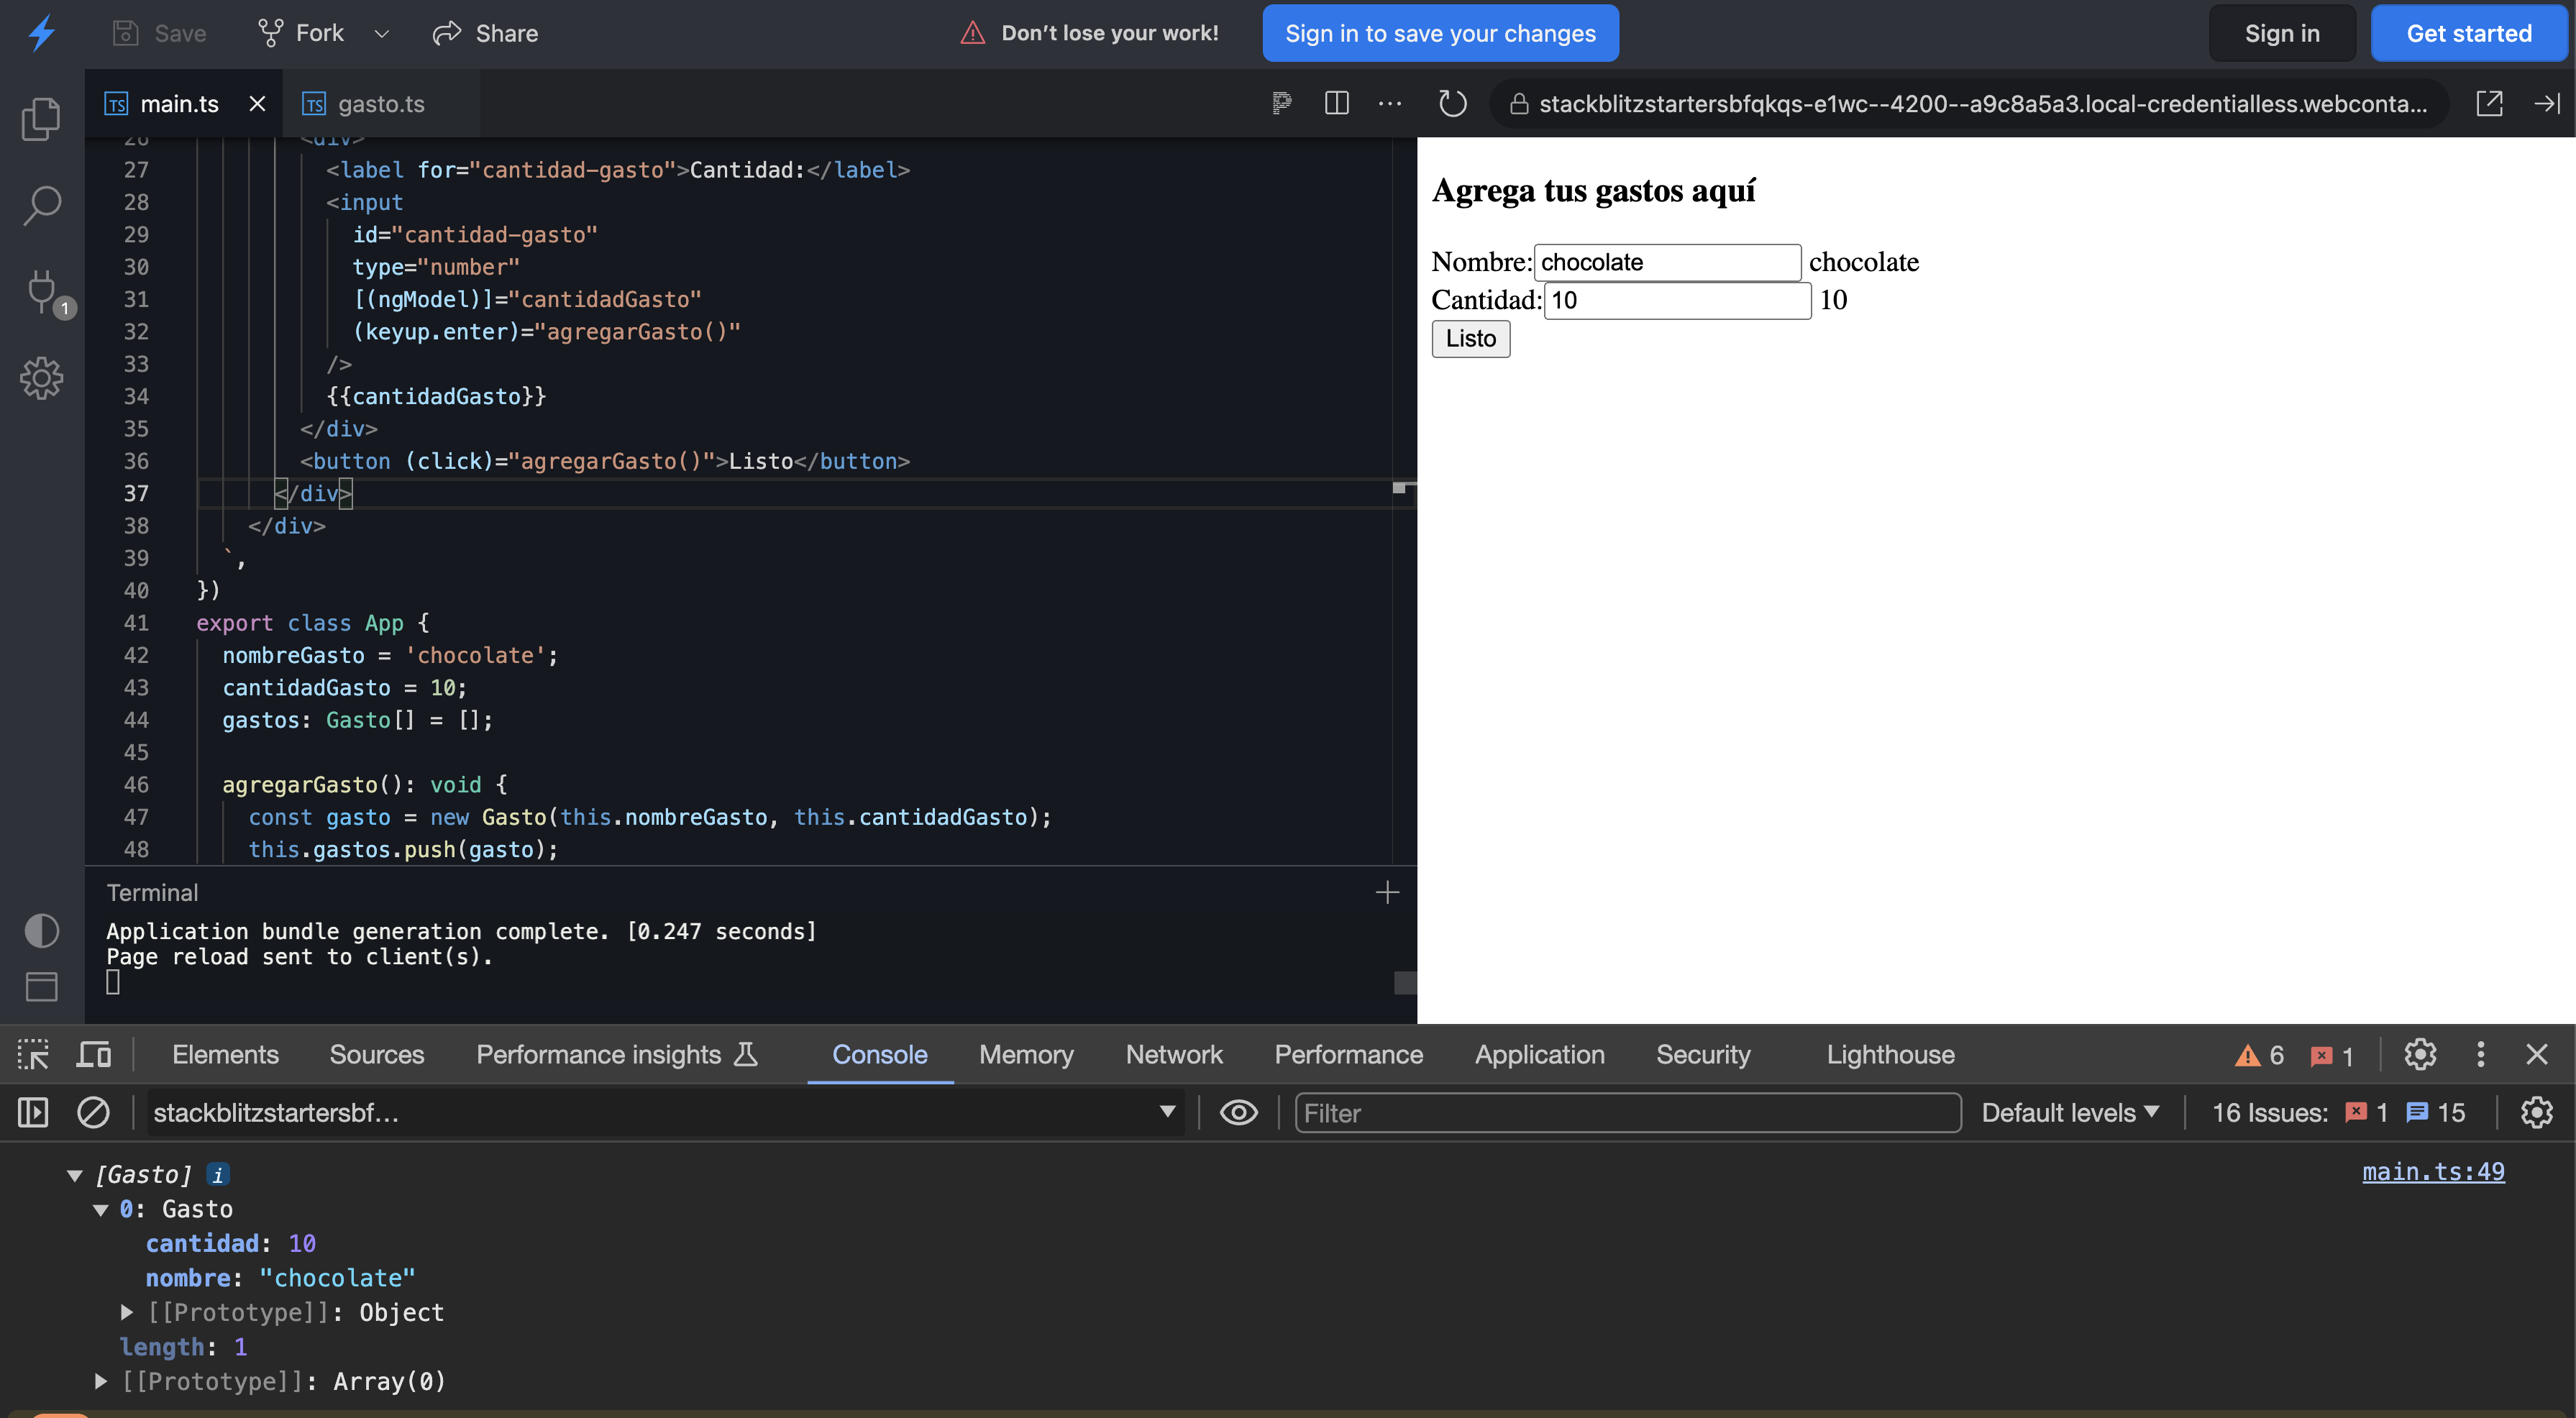 Save
Fork
Share
Don’t lose your work!
Sign in to save your changes
Sign in
Get started
TS main.ts
TS gasto.ts
stackblitzstartersbfqkqs-e1wc--4200--a9c8a5a3.local-credentialless.webconta...
1
26 <div>
27 <label for="cantidad-gasto">Cantidad:</label>
28 <input
29 id="cantidad-gasto"
30 type="number"
31 [(ngModel)]="cantidadGasto"
32 (keyup.enter)="agregarGasto()"
33 />
34 {{cantidadGasto}}
35 </div>
36 <button (click)="agregarGasto()">Listo</button>
37 </div>
38 </div>
39 `,
40 })
41 export class App {
42 nombreGasto = 'chocolate';
43 cantidadGasto = 10;
44 gastos: Gasto[] = [];
45
46 agregarGasto(): void {
47 const gasto = new Gasto(this.nombreGasto, this.cantidadGasto);
48 this.gastos.push(gasto);
Terminal
Application bundle generation complete. [0.247 seconds]
Page reload sent to client(s).
Agrega tus gastos aquí
Nombre: chocolate chocolate
Cantidad: 10 10
Listo
Elements Sources Performance insights Console Memory Network Performance Application Security Lighthouse 6 1
stackblitzstartersbf... Filter Default levels 16 Issues: 1 15
[Gasto] i main.ts:49
0: Gasto
cantidad: 10
nombre: "chocolate"
[[Prototype]]: Object
length: 1
[[Prototype]]: Array(0)